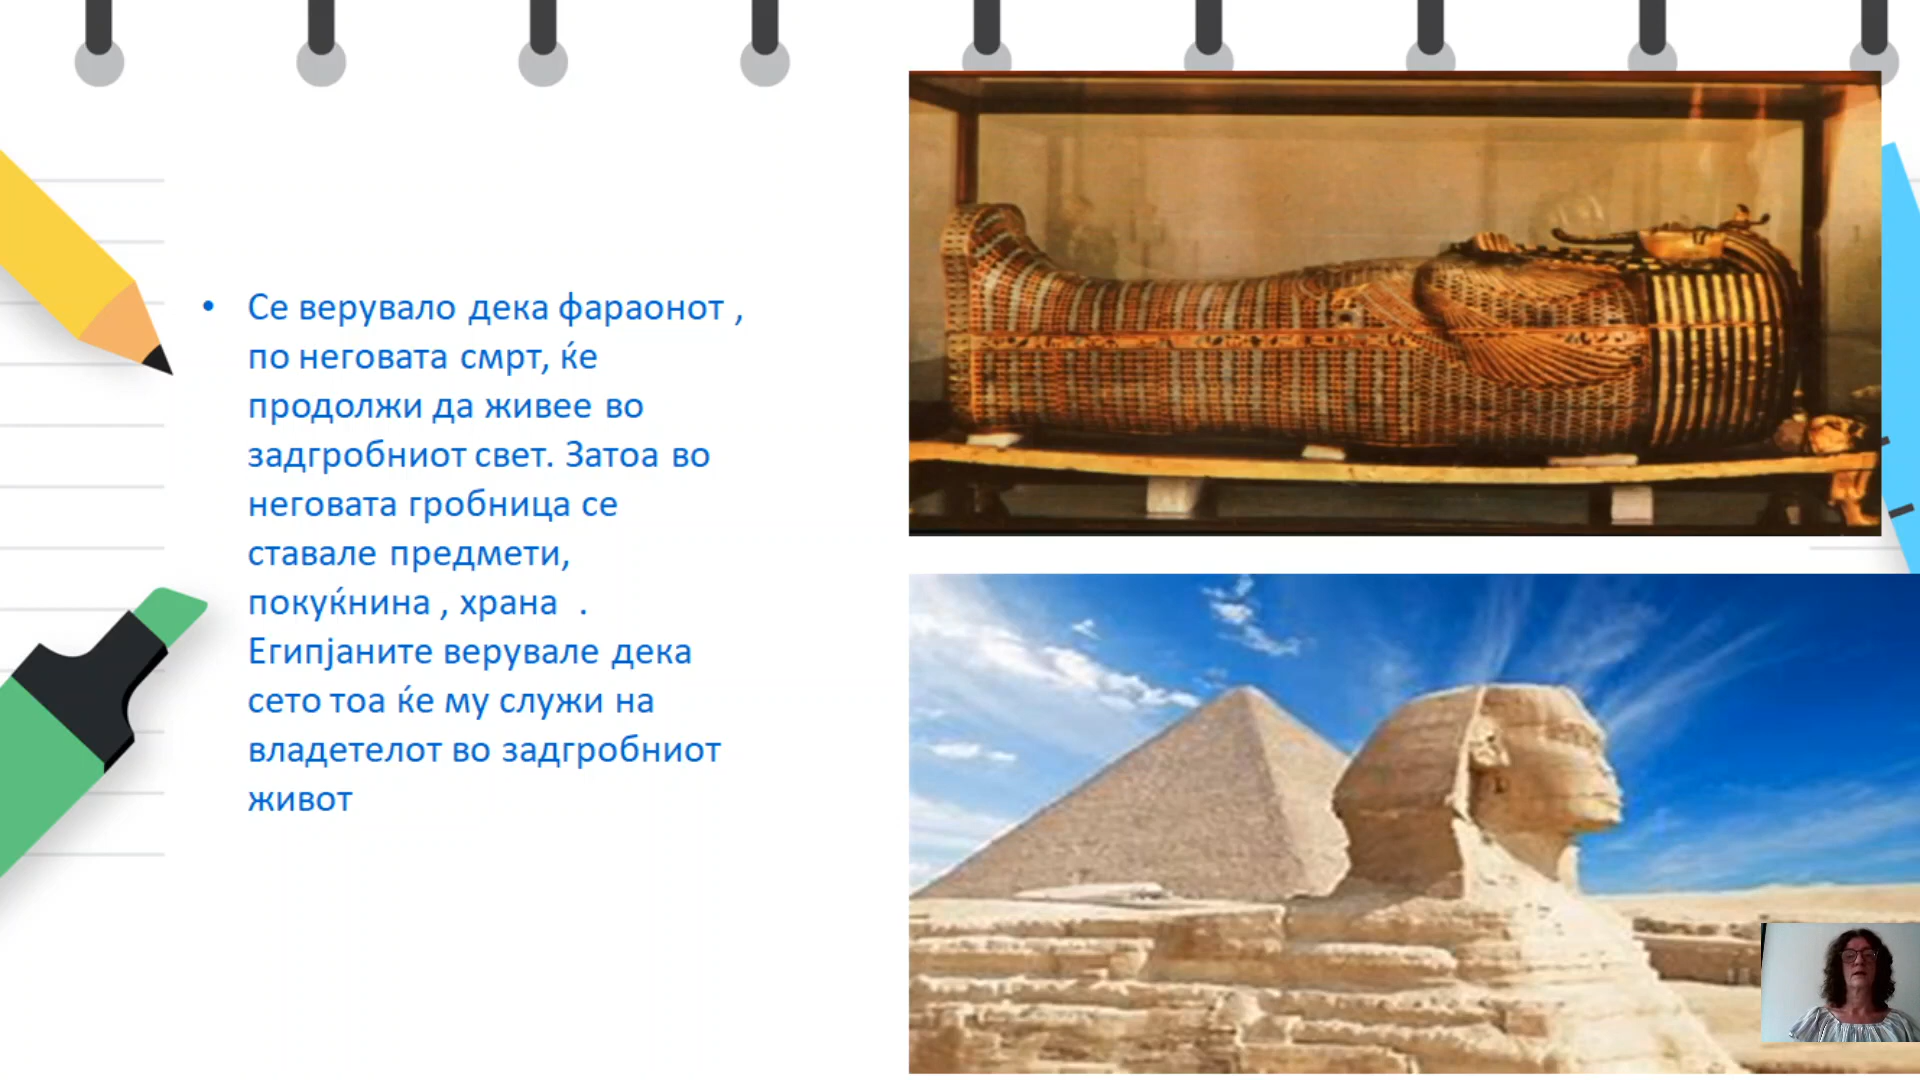 • Се верувало дека фараонот ,
по неговата смрт, ќе
продолжи да живее во
задгробниот свет. Затоа во
неговата гробница се
ставале предмети,
покуќнина , храна  .
Египјаните верувале дека
сето тоа ќе му служи на
владетелот во задгробниот
живот